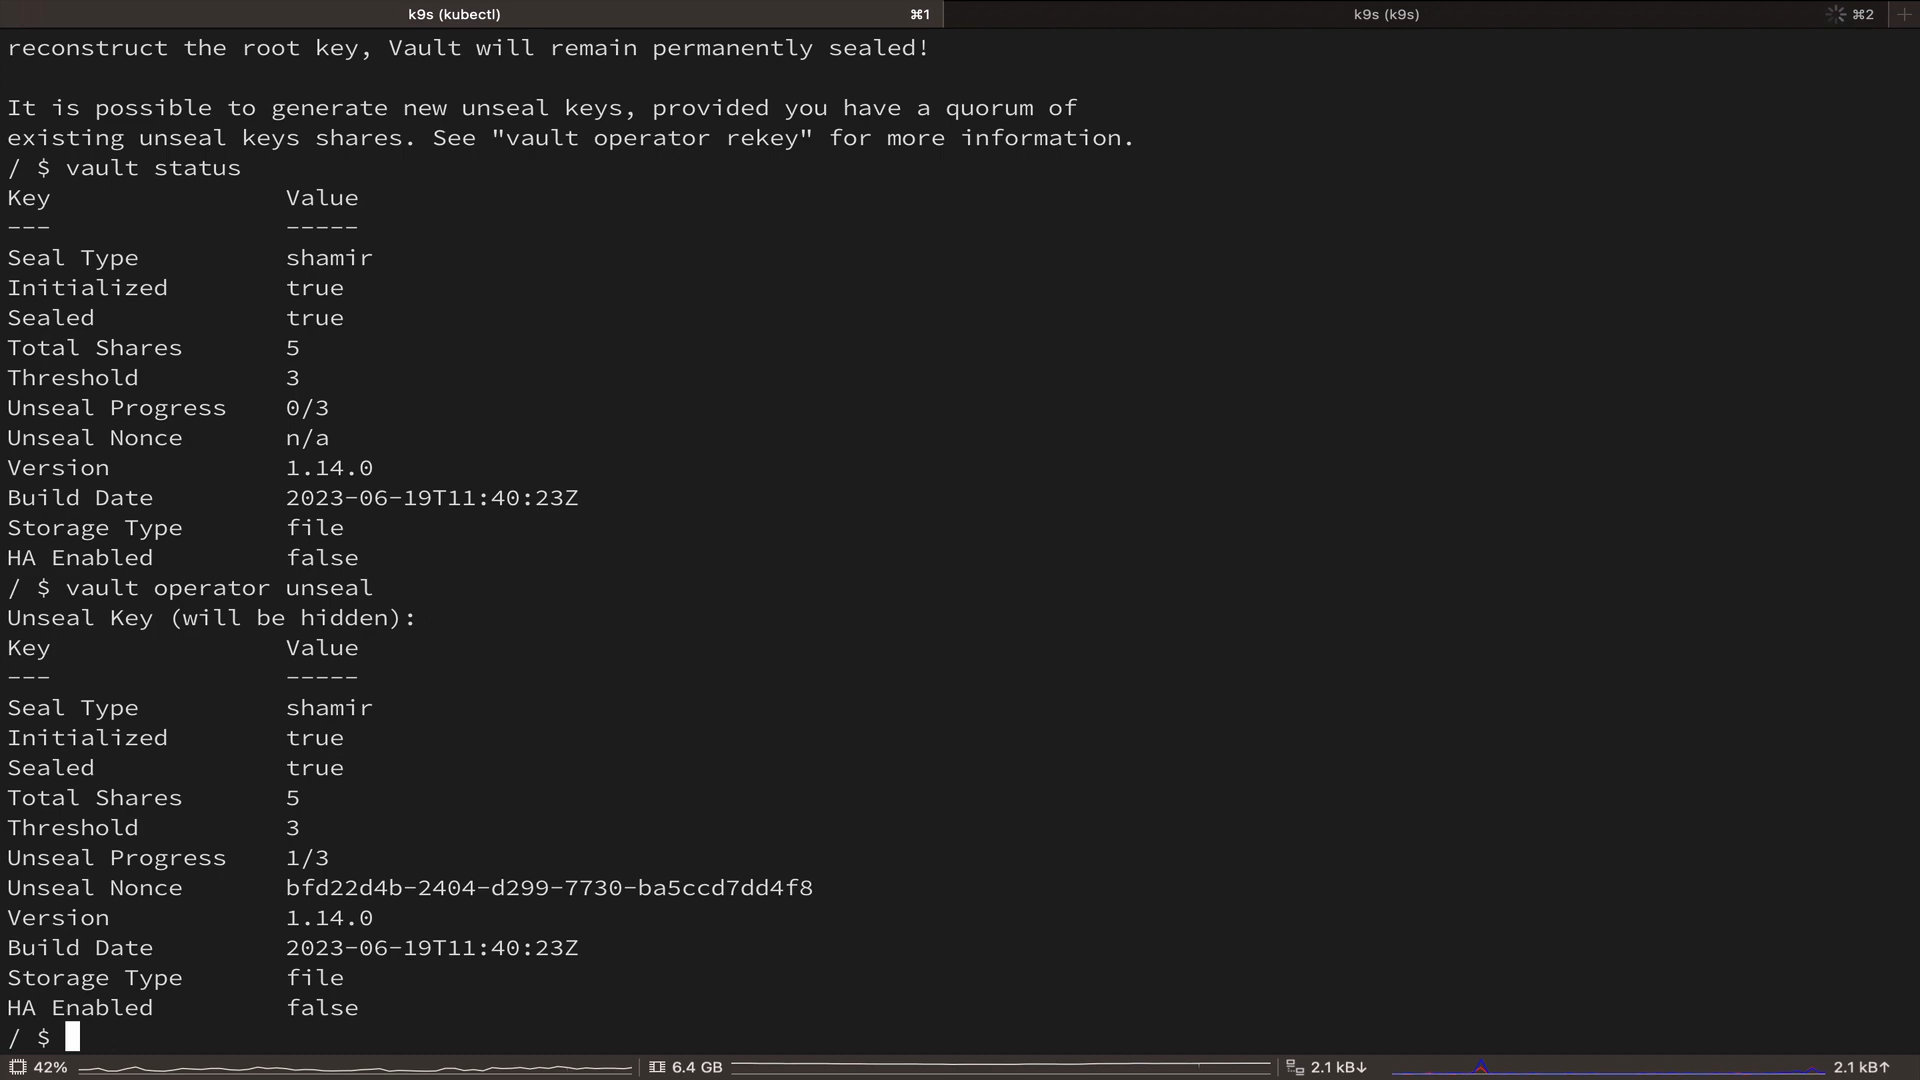 k9s (kubectl) ⌘1 k9s (k9s) ⌘2
reconstruct the root key, Vault will remain permanently sealed!
It is possible to generate new unseal keys, provided you have a quorum of
existing unseal keys shares. See "vault operator rekey" for more information.
/ $ vault status
Key Value
--- -----
Seal Type shamir
Initialized true
Sealed true
Total Shares 5
Threshold 3
Unseal Progress 0/3
Unseal Nonce n/a
Version 1.14.0
Build Date 2023-06-19T11:40:23Z
Storage Type file
HA Enabled false
/ $ vault operator unseal
Unseal Key (will be hidden):
Key Value
--- -----
Seal Type shamir
Initialized true
Sealed true
Total Shares 5
Threshold 3
Unseal Progress 1/3
Unseal Nonce bfd22d4b-2404-d299-7730-ba5ccd7dd4f8
Version 1.14.0
Build Date 2023-06-19T11:40:23Z
Storage Type file
HA Enabled false
/ $
42% 6.4 GB 2.1 kB↓ 2.1 kB↑